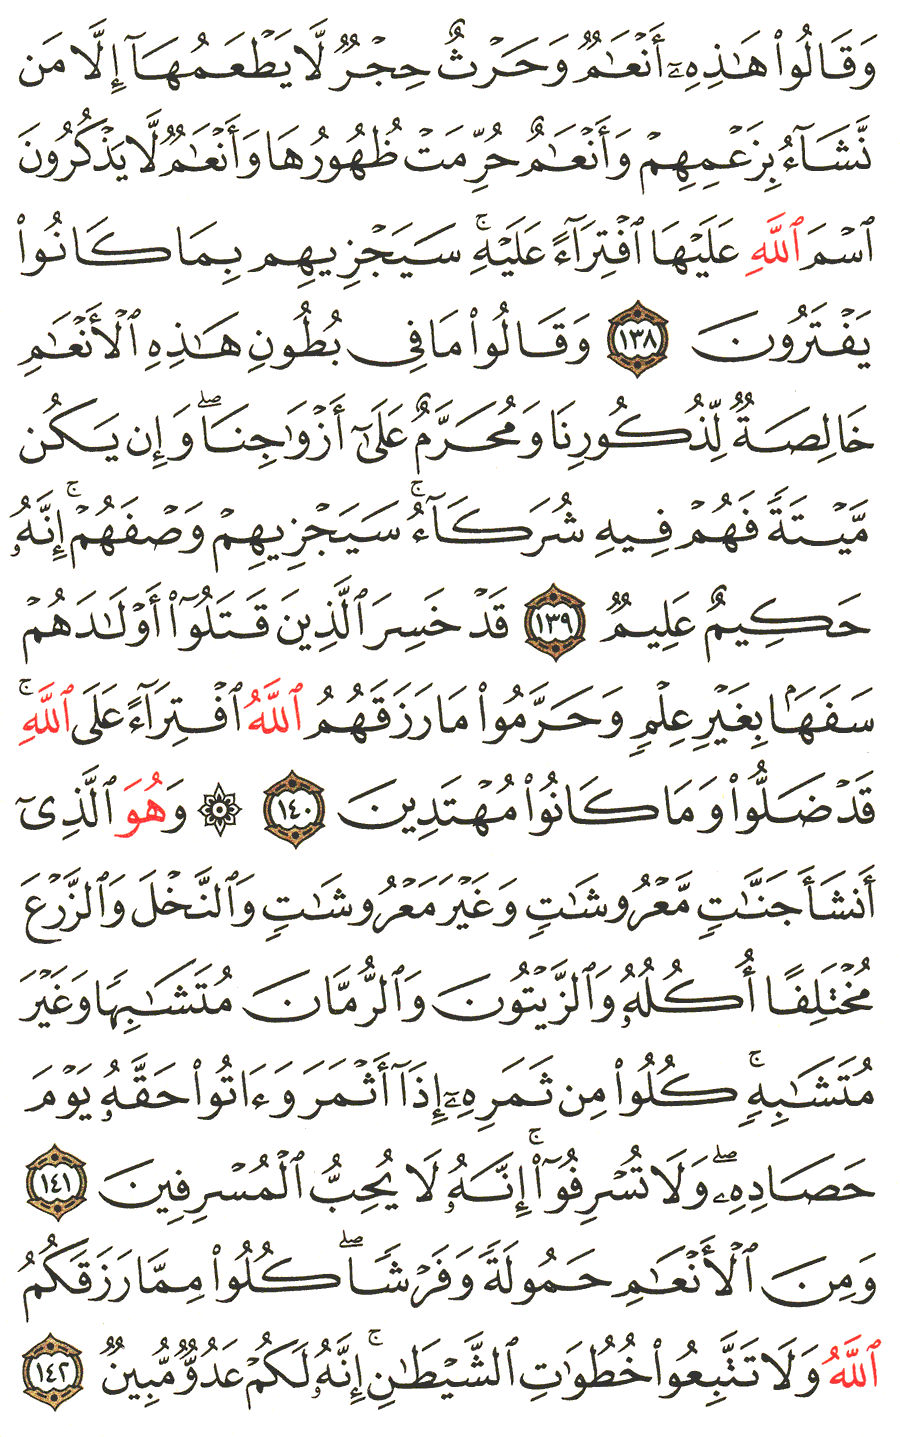 وَقَالُوا۟ هَـٰذِهِۦٓ أَنْعَـٰمٌۭ وَحَرْثٌ حِجْرٌۭ لَّا يَطْعَمُهَآ إِلَّا مَن
نَّشَآءُ بِزَعْمِهِمْ وَأَنْعَـٰمٌ حُرِّمَتْ ظُهُورُهَا وَأَنْعَـٰمٌۭ لَّا يَذْكُرُونَ
ٱسْمَ ٱللَّهِ عَلَيْهَا ٱفْتِرَآءً عَلَيْهِ ۚ سَيَجْزِيهِم بِمَا كَانُوا۟
يَفْتَرُونَ ١٣٨ وَقَالُوا۟ مَا فِى بُطُونِ هَـٰذِهِ ٱلْأَنْعَـٰمِ
خَالِصَةٌۭ لِّذُكُورِنَا وَمُحَرَّمٌ عَلَىٰٓ أَزْوَٰجِنَا ۖ وَإِن يَكُن
مَّيْتَةًۭ فَهُمْ فِيهِ شُرَكَآءُ ۚ سَيَجْزِيهِمْ وَصْفَهُمْ ۚ إِنَّهُۥ
حَكِيمٌ عَلِيمٌۭ ١٣٩ قَدْ خَسِرَ ٱلَّذِينَ قَتَلُوٓا۟ أَوْلَـٰدَهُمْ
سَفَهًۢا بِغَيْرِ عِلْمٍۢ وَحَرَّمُوا۟ مَا رَزَقَهُمُ ٱللَّهُ ٱفْتِرَآءً عَلَى ٱللَّهِ ۚ
قَدْ ضَلُّوا۟ وَمَا كَانُوا۟ مُهْتَدِينَ ١٤٠ ۞ وَهُوَ ٱلَّذِىٓ
أَنشَأَ جَنَّـٰتٍۢ مَّعْرُوشَـٰتٍۢ وَغَيْرَ مَعْرُوشَـٰتٍۢ وَٱلنَّخْلَ وَٱلزَّرْعَ
مُخْتَلِفًا أُكُلُهُۥ وَٱلزَّيْتُونَ وَٱلرُّمَّانَ مُتَشَـٰبِهًۭا وَغَيْرَ
مُتَشَـٰبِهٍۢ ۚ كُلُوا۟ مِن ثَمَرِهِۦٓ إِذَآ أَثْمَرَ وَءَاتُوا۟ حَقَّهُۥ يَوْمَ
حَصَادِهِۦ ۖ وَلَا تُسْرِفُوٓا۟ ۚ إِنَّهُۥ لَا يُحِبُّ ٱلْمُسْرِفِينَ ١٤١
وَمِنَ ٱلْأَنْعَـٰمِ حَمُولَةًۭ وَفَرْشًۭا ۖ كُلُوا۟ مِمَّا رَزَقَكُمُ
ٱللَّهُ وَلَا تَتَّبِعُوا۟ خُطُوَٰتِ ٱلشَّيْطَـٰنِ ۚ إِنَّهُۥ لَكُمْ عَدُوٌّۭ مُّبِينٌۭ ١٤٢